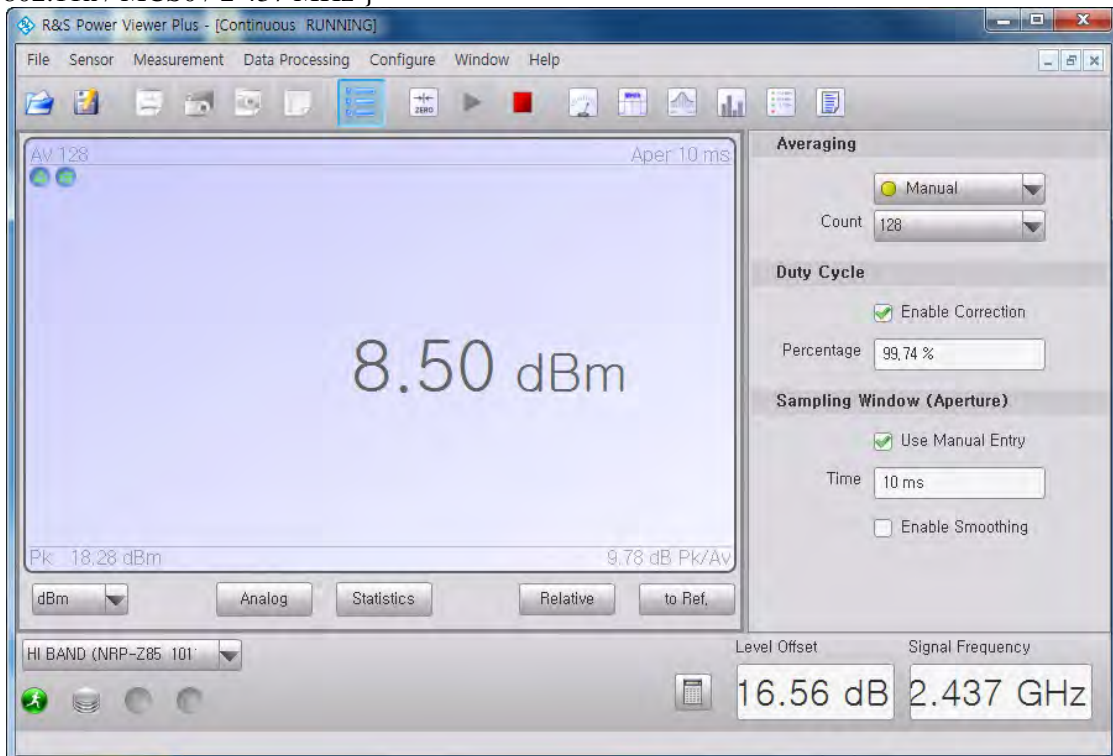 R&S Power Viewer Plus - [Continuous RUNNING]
File Sensor Measurement Data Processing Configure Window Help
ZERO
AV 128 Aper 10 ms
Averaging
Manual
Count 128
Duty Cycle
Enable Correction
Percentage 99,74 %
8.50 dBm
Sampling Window (Aperture)
Use Manual Entry
Time 10 ms
Enable Smoothing
Pk 18,28 dBm 9,78 dB Pk/Av
dBm Analog Statistics Relative to Ref,
HI BAND (NRP-Z85 101
Level Offset Signal Frequency
16.56 dB 2.437 GHz